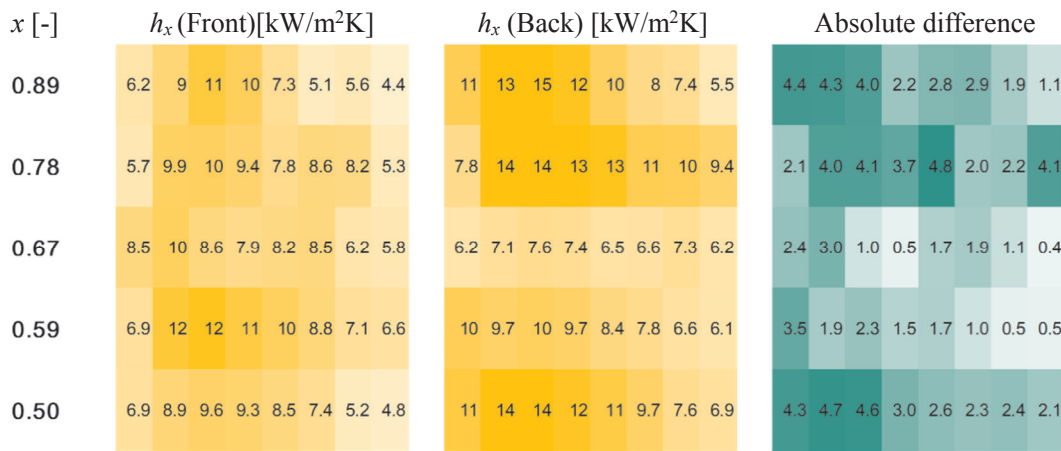 x [-] hx (Front)[kW/m²K] hx (Back) [kW/m²K] Absolute difference
0.89 6.2 9 11 10 7.3 5.1 5.6 4.4 11 13 15 12 10 8 7.4 5.5 4.4 4.3 4.0 2.2 2.8 2.9 1.9 1.1
0.78 5.7 9.9 10 9.4 7.8 8.6 8.2 5.3 7.8 14 14 13 13 11 10 9.4 2.1 4.0 4.1 3.7 4.8 2.0 2.2 4.1
0.67 8.5 10 8.6 7.9 8.2 8.5 6.2 5.8 6.2 7.1 7.6 7.4 6.5 6.6 7.3 6.2 2.4 3.0 1.0 0.5 1.7 1.9 1.1 0.4
0.59 6.9 12 12 11 10 8.8 7.1 6.6 10 9.7 10 9.7 8.4 7.8 6.6 6.1 3.5 1.9 2.3 1.5 1.7 1.0 0.5 0.5
0.50 6.9 8.9 9.6 9.3 8.5 7.4 5.2 4.8 11 14 14 12 11 9.7 7.6 6.9 4.3 4.7 4.6 3.0 2.6 2.3 2.4 2.1